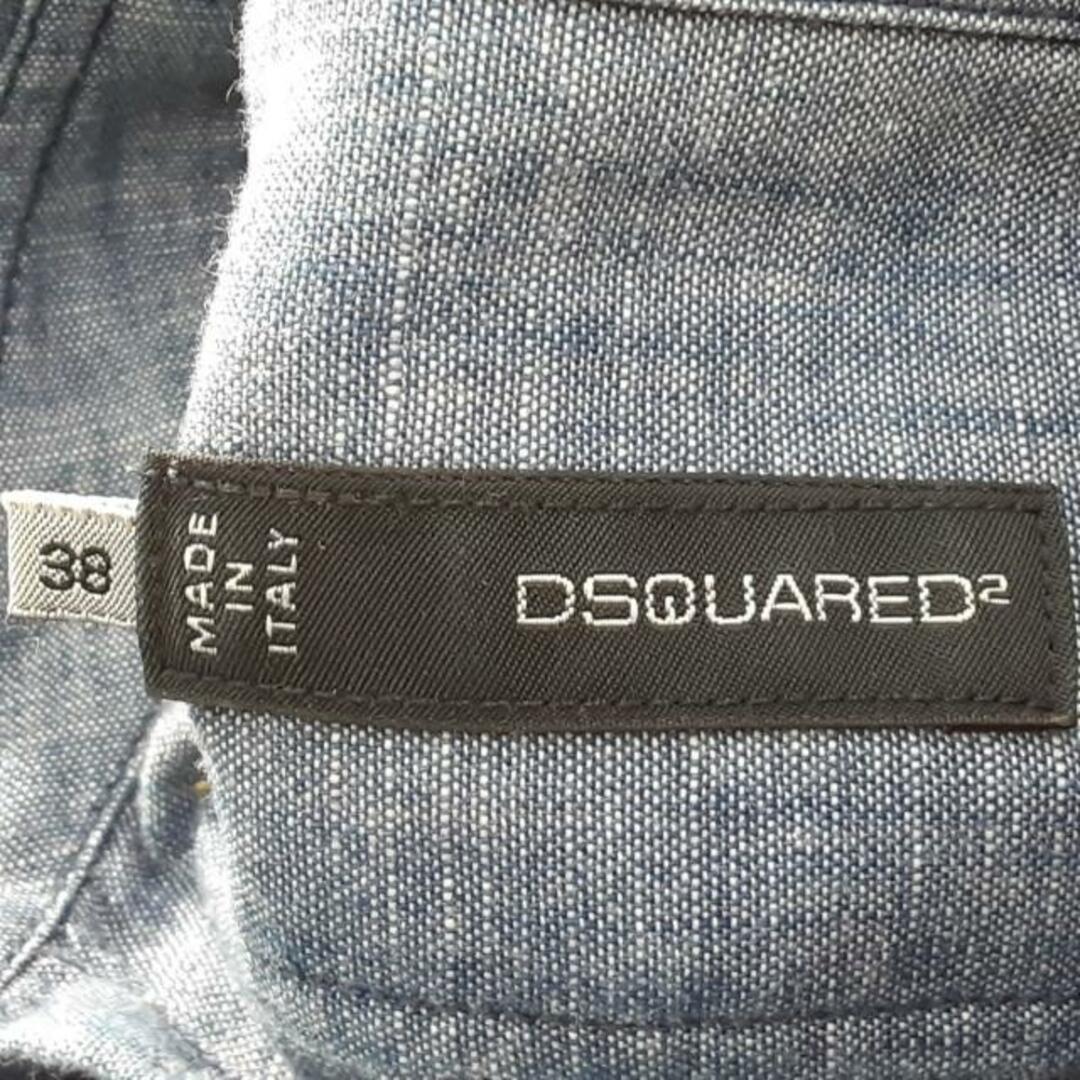 38
MADE
IN
ITALY
DSQUARED²